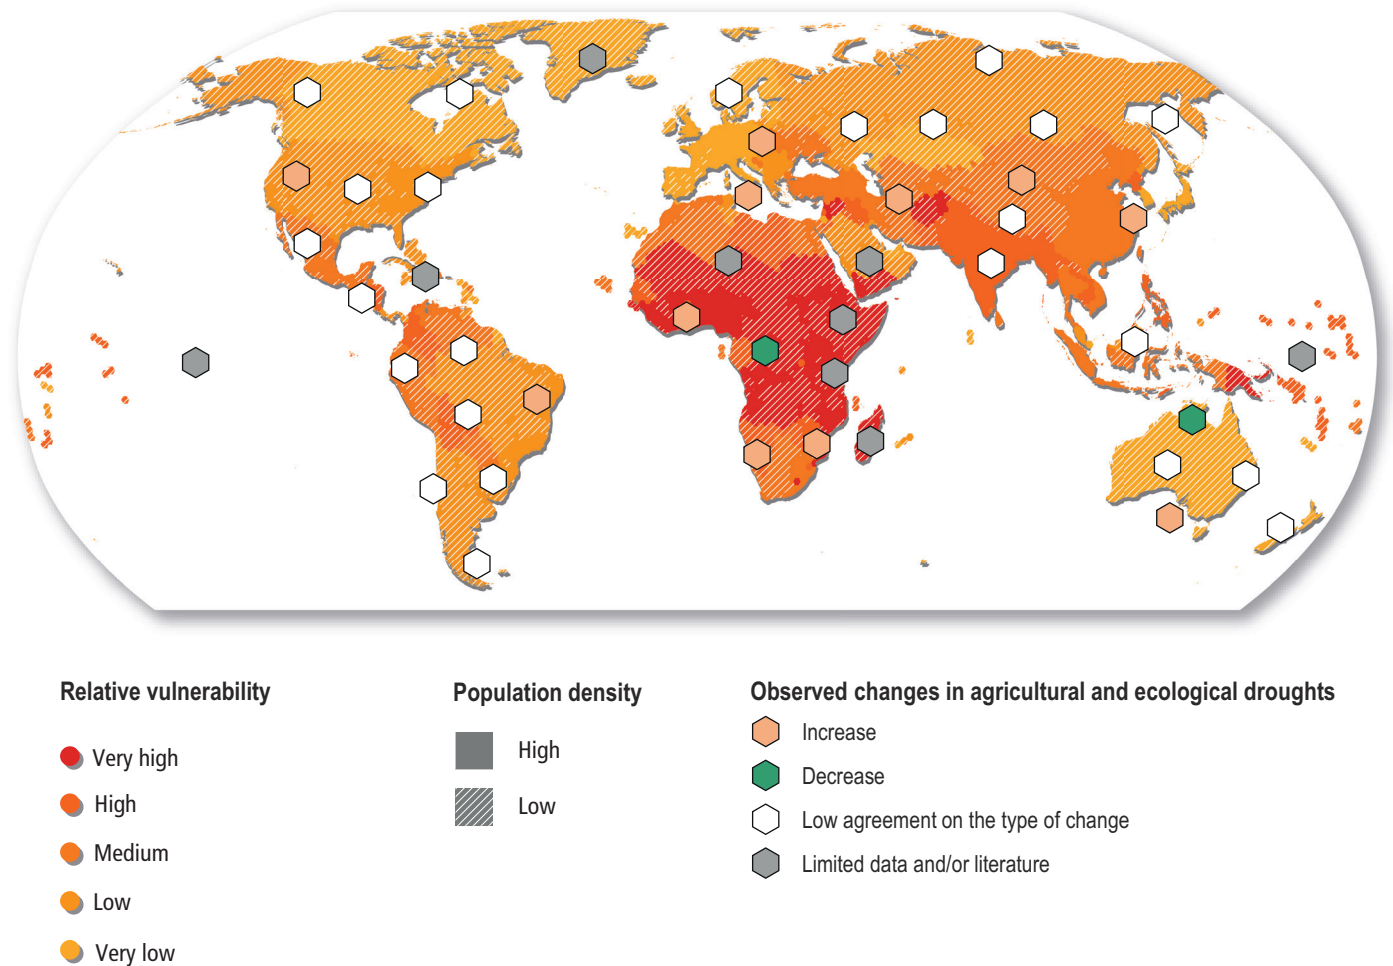 Relative vulnerability
Very high
High
Medium
Low
Very low
Population density
High
Low
Observed changes in agricultural and ecological droughts
Increase
Decrease
Low agreement on the type of change
Limited data and/or literature